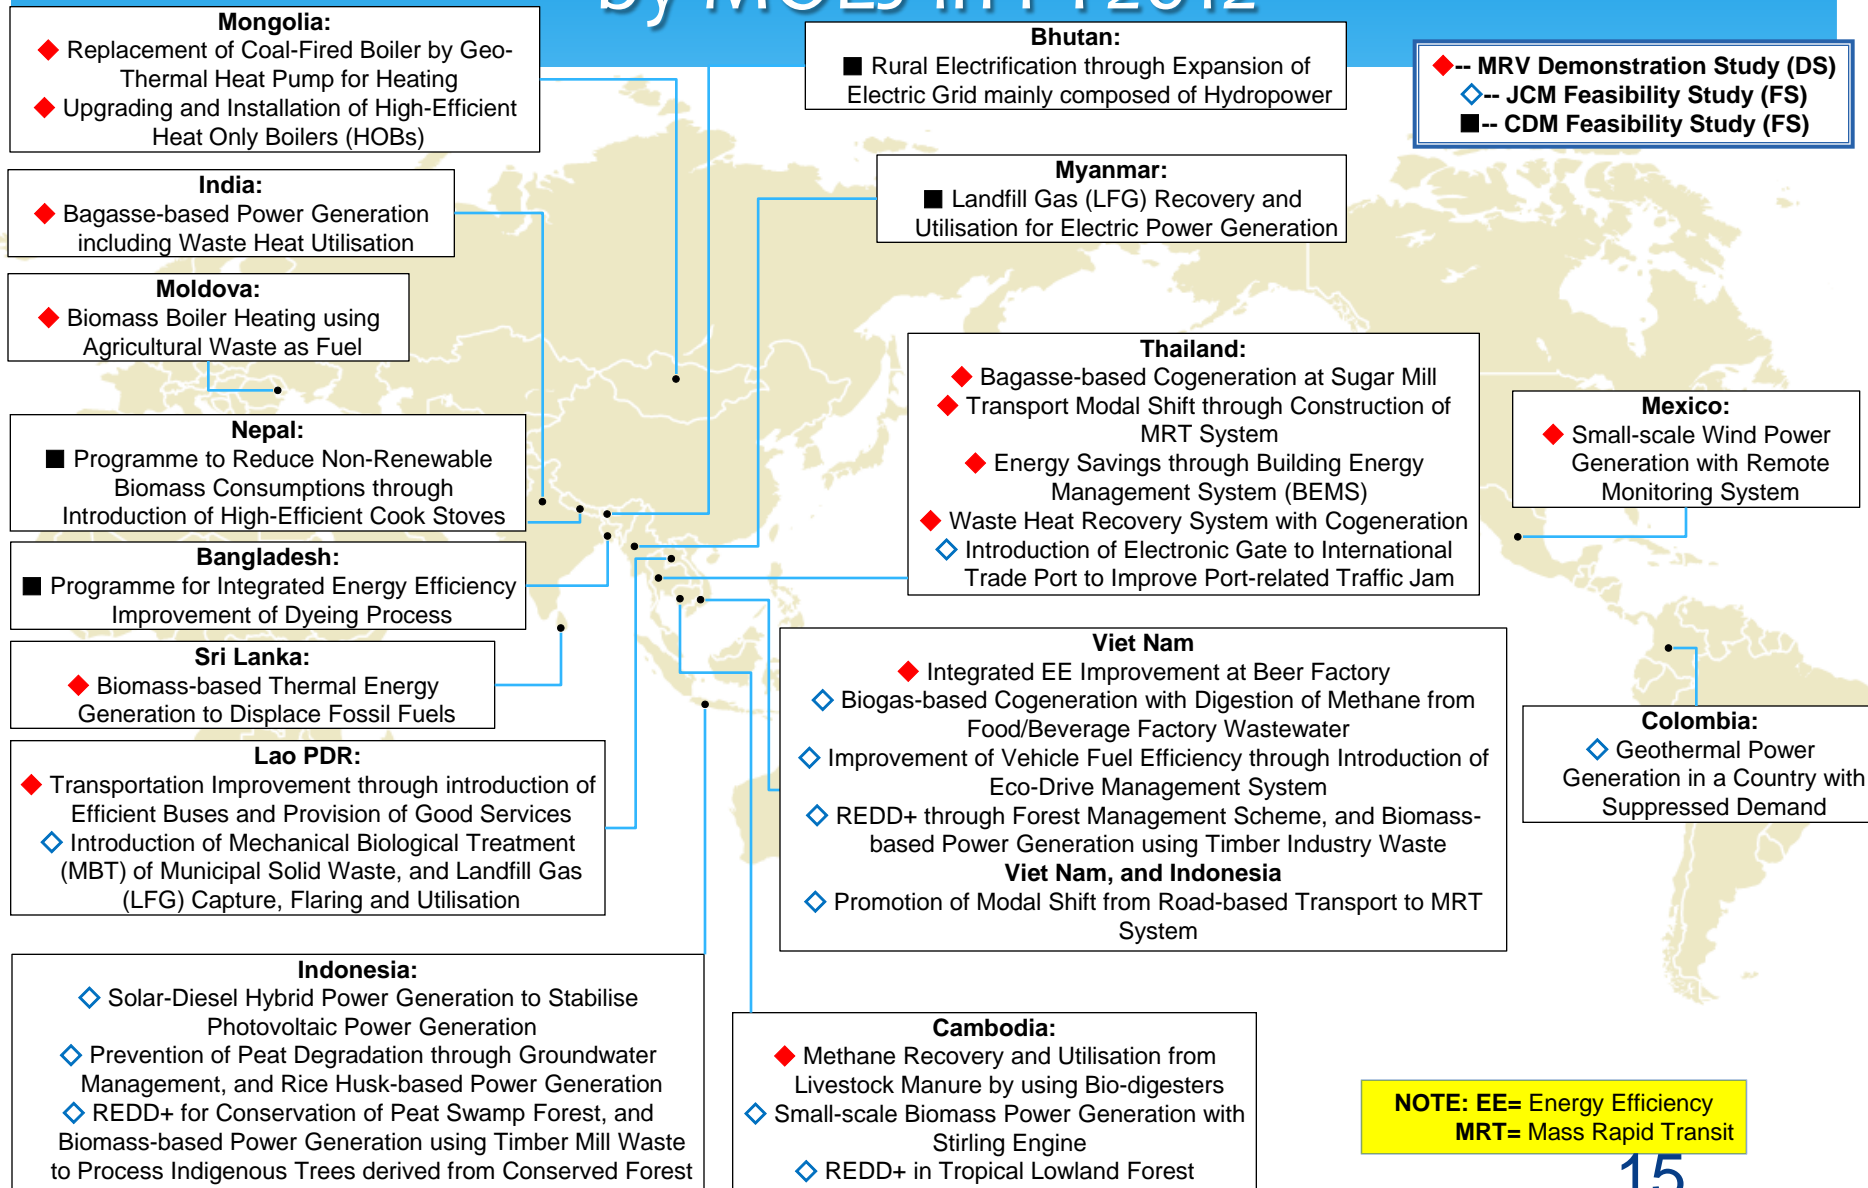 by MOEJ in FY2012
Mongolia:
◆ Replacement of Coal-Fired Boiler by Geo-
Thermal Heat Pump for Heating
◆ Upgrading and Installation of High-Efficient
Heat Only Boilers (HOBs)
Bhutan:
■ Rural Electrification through Expansion of
Electric Grid mainly composed of Hydropower
◆-- MRV Demonstration Study (DS)
◇-- JCM Feasibility Study (FS)
■-- CDM Feasibility Study (FS)
India:
◆ Bagasse-based Power Generation
including Waste Heat Utilisation
Myanmar:
■ Landfill Gas (LFG) Recovery and
Utilisation for Electric Power Generation
Moldova:
◆ Biomass Boiler Heating using
Agricultural Waste as Fuel
Thailand:
◆ Bagasse-based Cogeneration at Sugar Mill
◆ Transport Modal Shift through Construction of
MRT System
◆ Energy Savings through Building Energy
Management System (BEMS)
◆ Waste Heat Recovery System with Cogeneration
◇ Introduction of Electronic Gate to International
Trade Port to Improve Port-related Traffic Jam
Mexico:
◆ Small-scale Wind Power
Generation with Remote
Monitoring System
Nepal:
■ Programme to Reduce Non-Renewable
Biomass Consumptions through
Introduction of High-Efficient Cook Stoves
Bangladesh:
■ Programme for Integrated Energy Efficiency
Improvement of Dyeing Process
Sri Lanka:
◆ Biomass-based Thermal Energy
Generation to Displace Fossil Fuels
Viet Nam
◆ Integrated EE Improvement at Beer Factory
◇ Biogas-based Cogeneration with Digestion of Methane from
Food/Beverage Factory Wastewater
◇ Improvement of Vehicle Fuel Efficiency through Introduction of
Eco-Drive Management System
◇ REDD+ through Forest Management Scheme, and Biomass-
based Power Generation using Timber Industry Waste
Viet Nam, and Indonesia
◇ Promotion of Modal Shift from Road-based Transport to MRT
System
Colombia:
◇ Geothermal Power
Generation in a Country with
Suppressed Demand
Lao PDR:
◆ Transportation Improvement through introduction of
Efficient Buses and Provision of Good Services
◇ Introduction of Mechanical Biological Treatment
(MBT) of Municipal Solid Waste, and Landfill Gas
(LFG) Capture, Flaring and Utilisation
Indonesia:
◇ Solar-Diesel Hybrid Power Generation to Stabilise
Photovoltaic Power Generation
◇ Prevention of Peat Degradation through Groundwater
Management, and Rice Husk-based Power Generation
◇ REDD+ for Conservation of Peat Swamp Forest, and
Biomass-based Power Generation using Timber Mill Waste
to Process Indigenous Trees derived from Conserved Forest
Cambodia:
◆ Methane Recovery and Utilisation from
Livestock Manure by using Bio-digesters
◇ Small-scale Biomass Power Generation with
Stirling Engine
◇ REDD+ in Tropical Lowland Forest
NOTE: EE= Energy Efficiency
MRT= Mass Rapid Transit
15